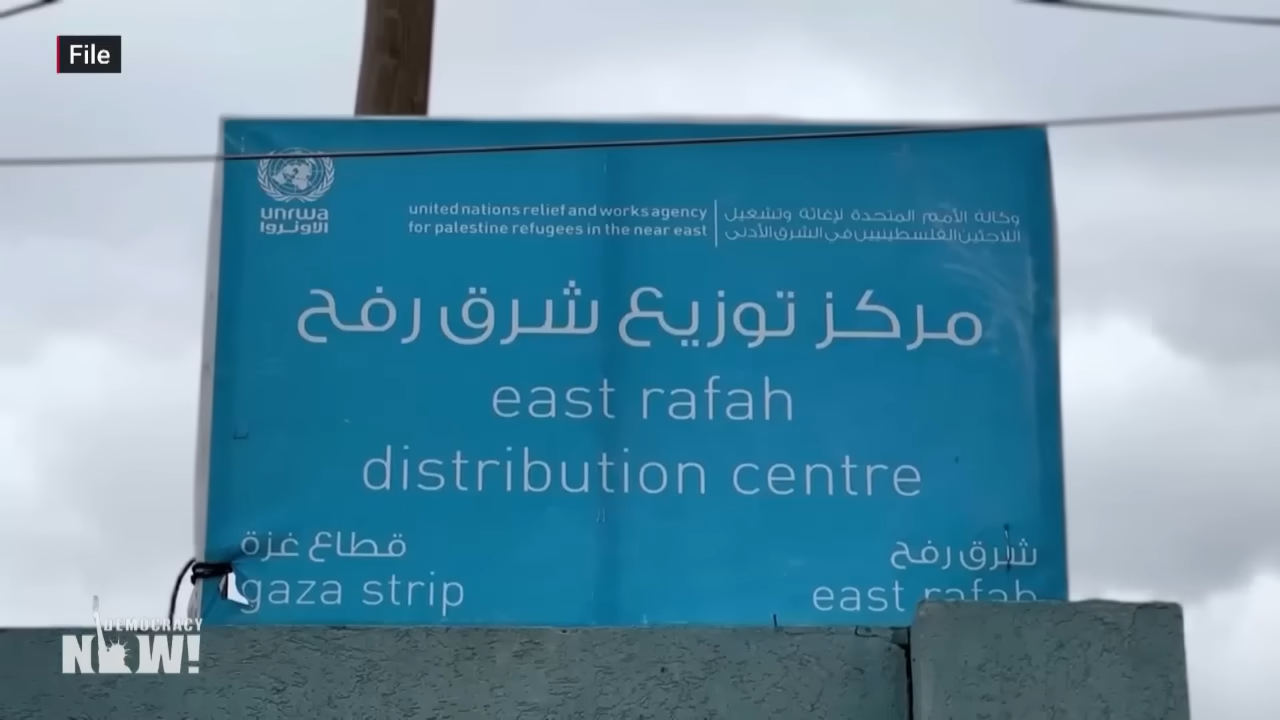 File
unrwa
الاونروا
united nations relief and works agency
for palestine refugees in the near east
وكالة الأمم المتحدة لإغاثة وتشغيل
اللاجئين الفلسطينيين في الشرق الأدنى
مركز توزيع شرق رفح
east rafah
distribution centre
قطاع غزة
gaza strip
شرق رفح
east rafah
DEMOCRACY
NOW!